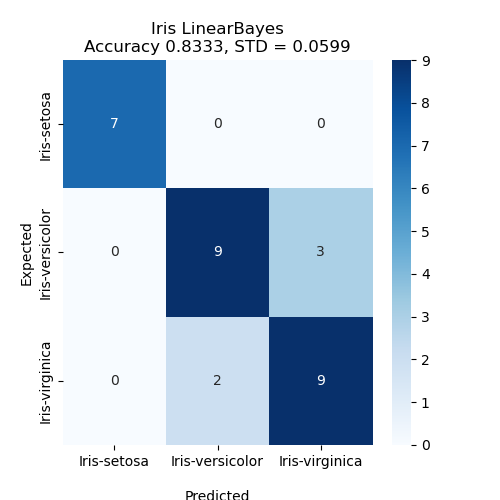 Iris LinearBayes
Accuracy 0.8333, STD = 0.0599
Expected
Iris-setosa
7 0 0
Iris-versicolor
0 9 3
Iris-virginica
0 2 9
Iris-setosa Iris-versicolor Iris-virginica
Predicted
9
8
7
6
5
4
3
2
1
0